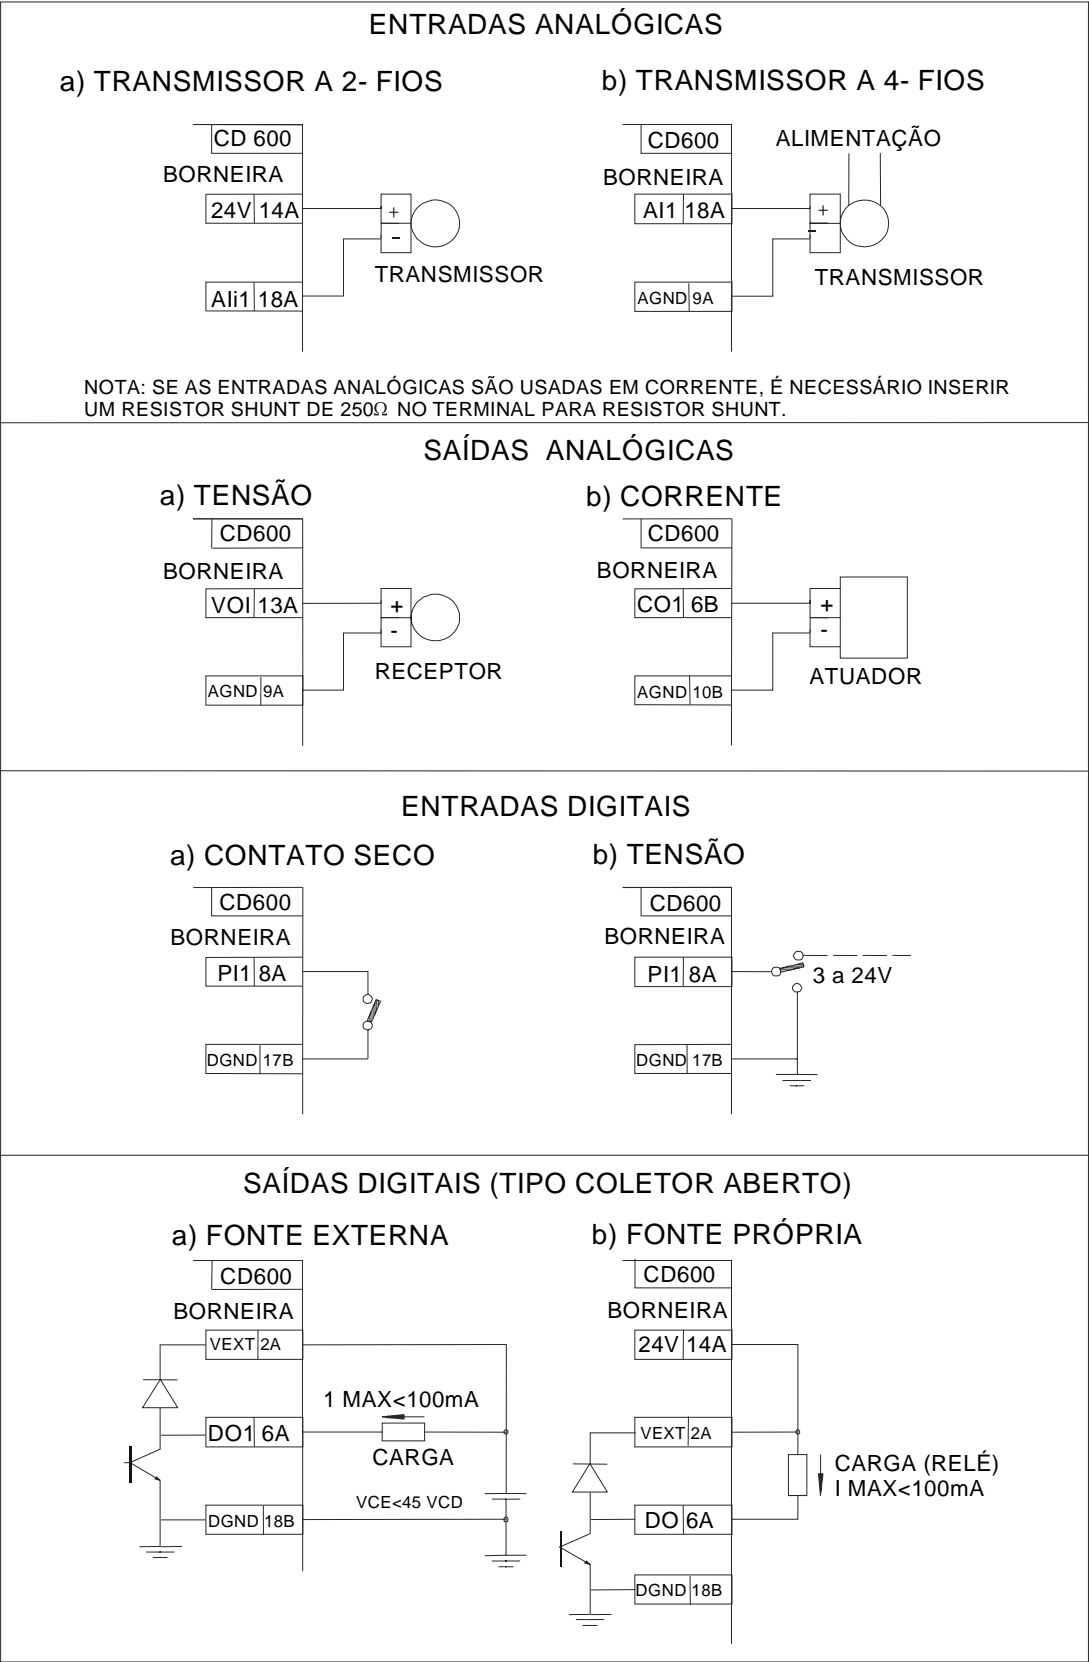 ENTRADAS ANALÓGICAS
a) TRANSMISSOR A 2- FIOS
CD 600
BORNEIRA
24V 14A
+
-
TRANSMISSOR
AIi1 18A
b) TRANSMISSOR A 4- FIOS
CD600
ALIMENTAÇÃO
BORNEIRA
AI1 18A
+
-
TRANSMISSOR
AGND 9A
NOTA: SE AS ENTRADAS ANALÓGICAS SÃO USADAS EM CORRENTE, É NECESSÁRIO INSERIR
UM RESISTOR SHUNT DE 250Ω NO TERMINAL PARA RESISTOR SHUNT.
SAÍDAS ANALÓGICAS
a) TENSÃO
CD600
BORNEIRA
VOI 13A
+
-
RECEPTOR
AGND 9A
b) CORRENTE
CD600
BORNEIRA
CO1 6B
+
-
ATUADOR
AGND 10B
ENTRADAS DIGITAIS
a) CONTATO SECO
CD600
BORNEIRA
PI1 8A
DGND 17B
b) TENSÃO
CD600
BORNEIRA
PI1 8A
3 a 24V
DGND 17B
SAÍDAS DIGITAIS (TIPO COLETOR ABERTO)
a) FONTE EXTERNA
CD600
BORNEIRA
VEXT 2A
1 MAX<100mA
DO1 6A
CARGA
VCE<45 VCD
DGND 18B
b) FONTE PRÓPRIA
CD600
BORNEIRA
24V 14A
VEXT 2A
CARGA (RELÉ)
I MAX<100mA
DO 6A
DGND 18B